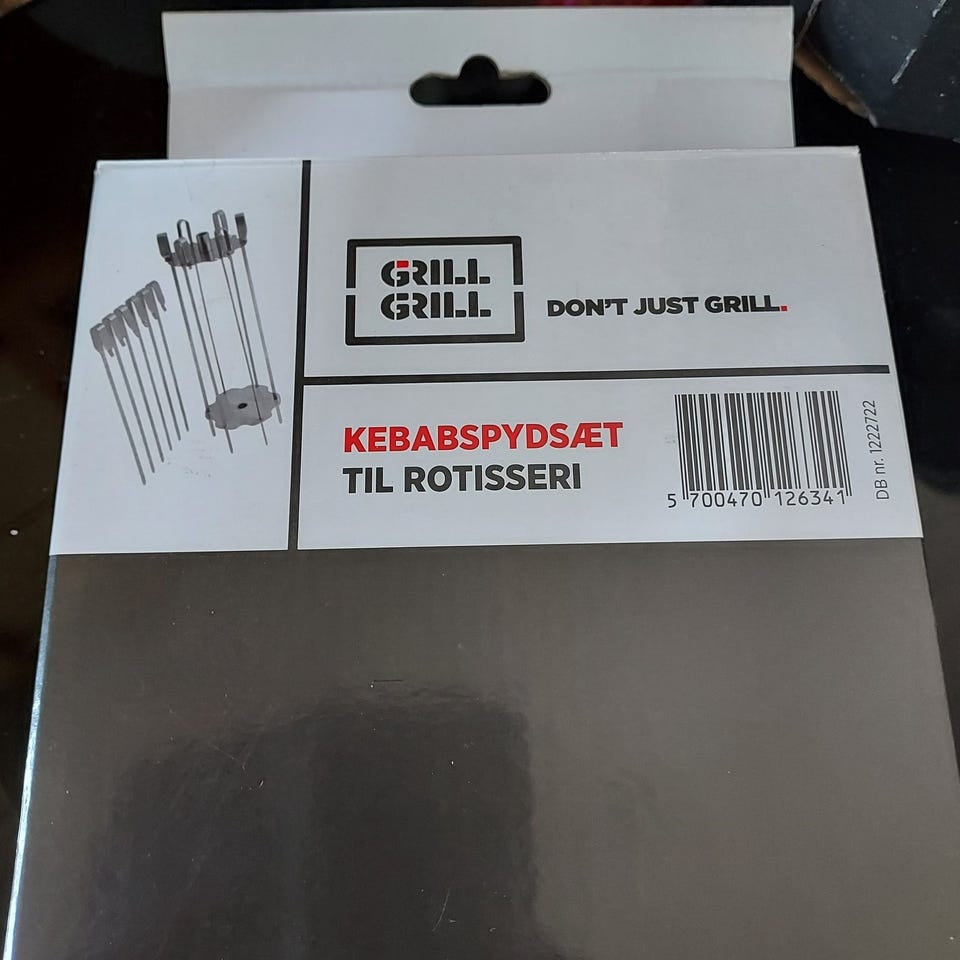 GRILL
GRILL
DON'T JUST GRILL.
KEBABSPYDSÆT
TIL ROTISSERI
5 700470 126341
DB nr. 1222722